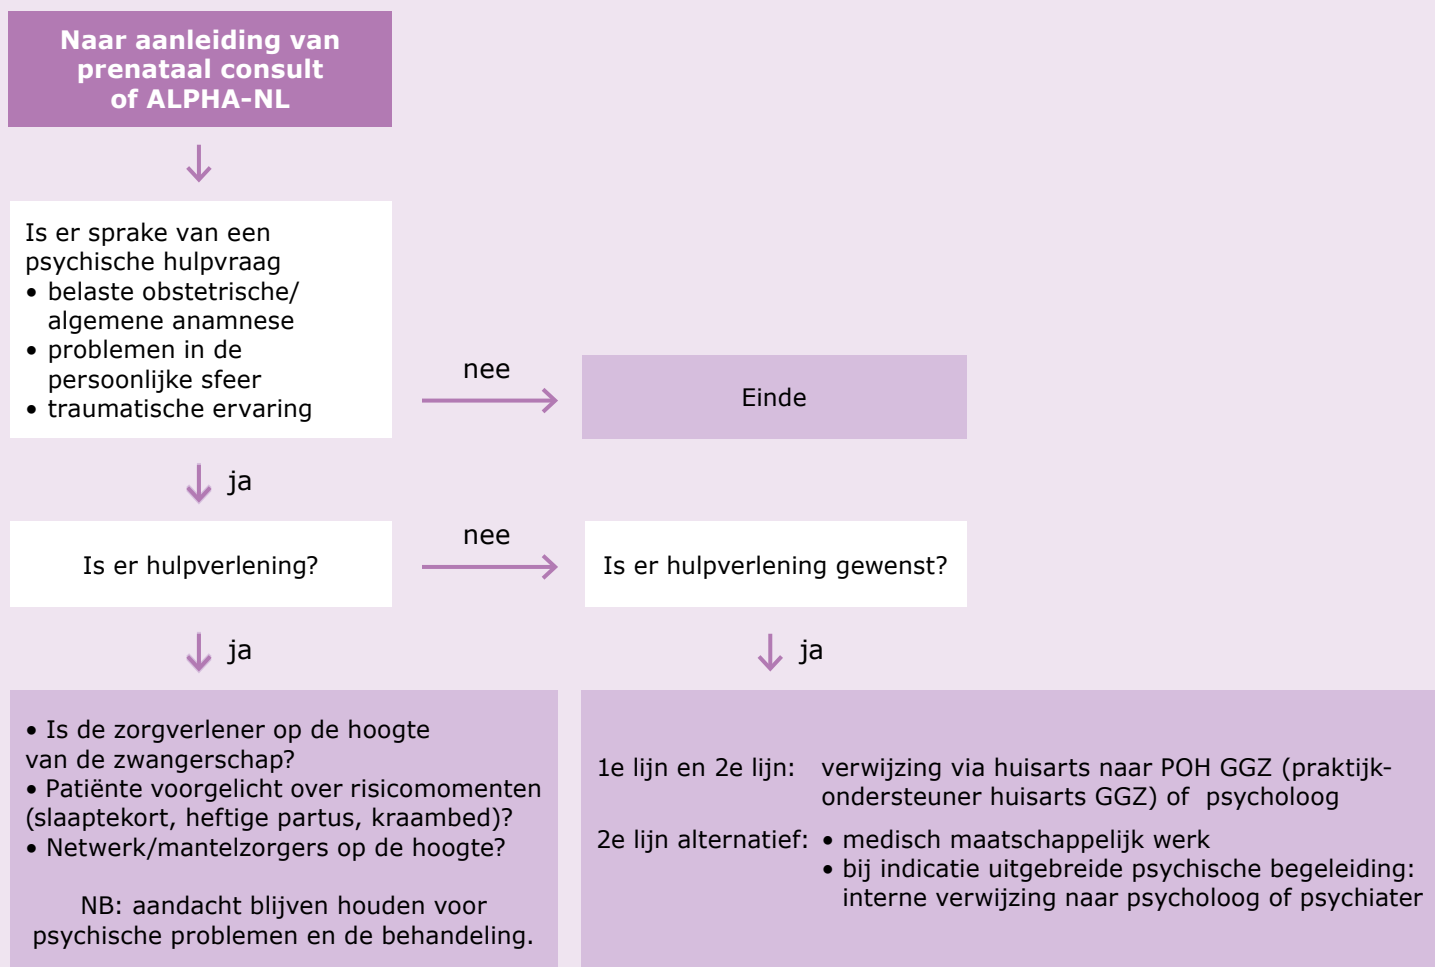 Naar aanleiding van
prenataal consult
of ALPHA-NL
Is er sprake van een
psychische hulpvraag
• belaste obstetrische/
algemene anamnese
• problemen in de
persoonlijke sfeer
• traumatische ervaring
nee
Einde
ja
Is er hulpverlening?
nee
Is er hulpverlening gewenst?
ja
ja
• Is de zorgverlener op de hoogte
van de zwangerschap?
• Patiënte voorgelicht over risicomomenten
(slaaptekort, heftige partus, kraambed)?
• Netwerk/mantelzorgers op de hoogte?
NB: aandacht blijven houden voor
psychische problemen en de behandeling.
1e lijn en 2e lijn: verwijzing via huisarts naar POH GGZ (praktijk-
ondersteuner huisarts GGZ) of psycholoog
2e lijn alternatief: • medisch maatschappelijk werk
• bij indicatie uitgebreide psychische begeleiding:
interne verwijzing naar psycholoog of psychiater